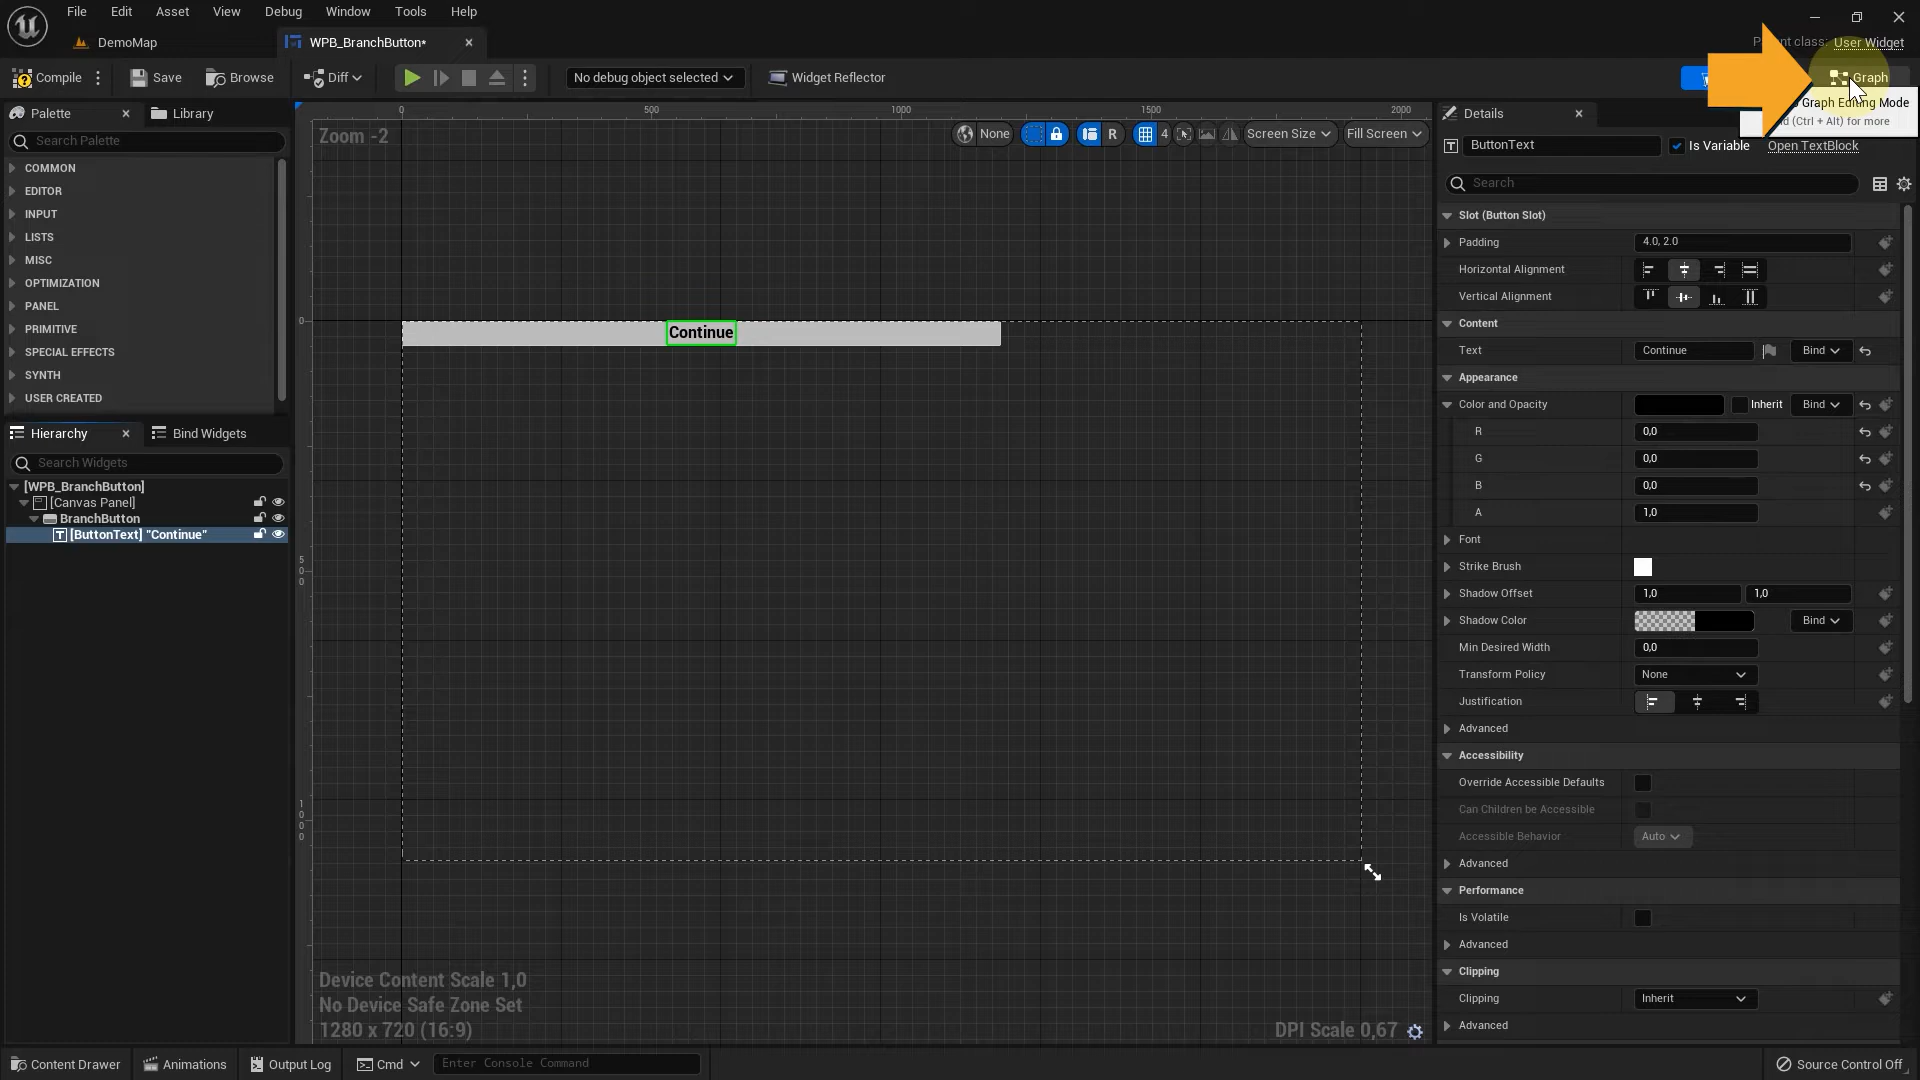 File Edit Asset View Debug Window Tools Help
DemoMap
WPB_BranchButton*
class: User Widget
Compile
Save
Browse
Diff
No debug object selected
Widget Reflector
Graph
Graph Editing Mode
(Ctrl + Alt) for more
Palette
Library
Search Palette
COMMON
EDITOR
INPUT
LISTS
MISC
OPTIMIZATION
PANEL
PRIMITIVE
SPECIAL EFFECTS
SYNTH
USER CREATED
Hierarchy
Bind Widgets
Search Widgets
[WPB_BranchButton]
[Canvas Panel]
BranchButton
[ButtonText] "Continue"
0 500 1000 1500 2000
Zoom -2
None
R
4
Screen Size
Fill Screen
0
Continue
500
1000
Device Content Scale 1,0
No Device Safe Zone Set
1280 x 720 (16:9)
DPI Scale 0,67
Details
ButtonText
Is Variable
Open TextBlock
Search
Slot (Button Slot)
Padding 4.0, 2.0
Horizontal Alignment
Vertical Alignment
Content
Text Continue Bind
Appearance
Color and Opacity Inherit Bind
R 0,0
G 0,0
B 0,0
A 1,0
Font
Strike Brush
Shadow Offset 1,0 1,0
Shadow Color Bind
Min Desired Width 0,0
Transform Policy None
Justification
Advanced
Accessibility
Override Accessible Defaults
Can Children be Accessible
Accessible Behavior Auto
Advanced
Performance
Is Volatile
Advanced
Clipping
Clipping Inherit
Advanced
Content Drawer
Animations
Output Log
Cmd
Enter Console Command
Source Control Off